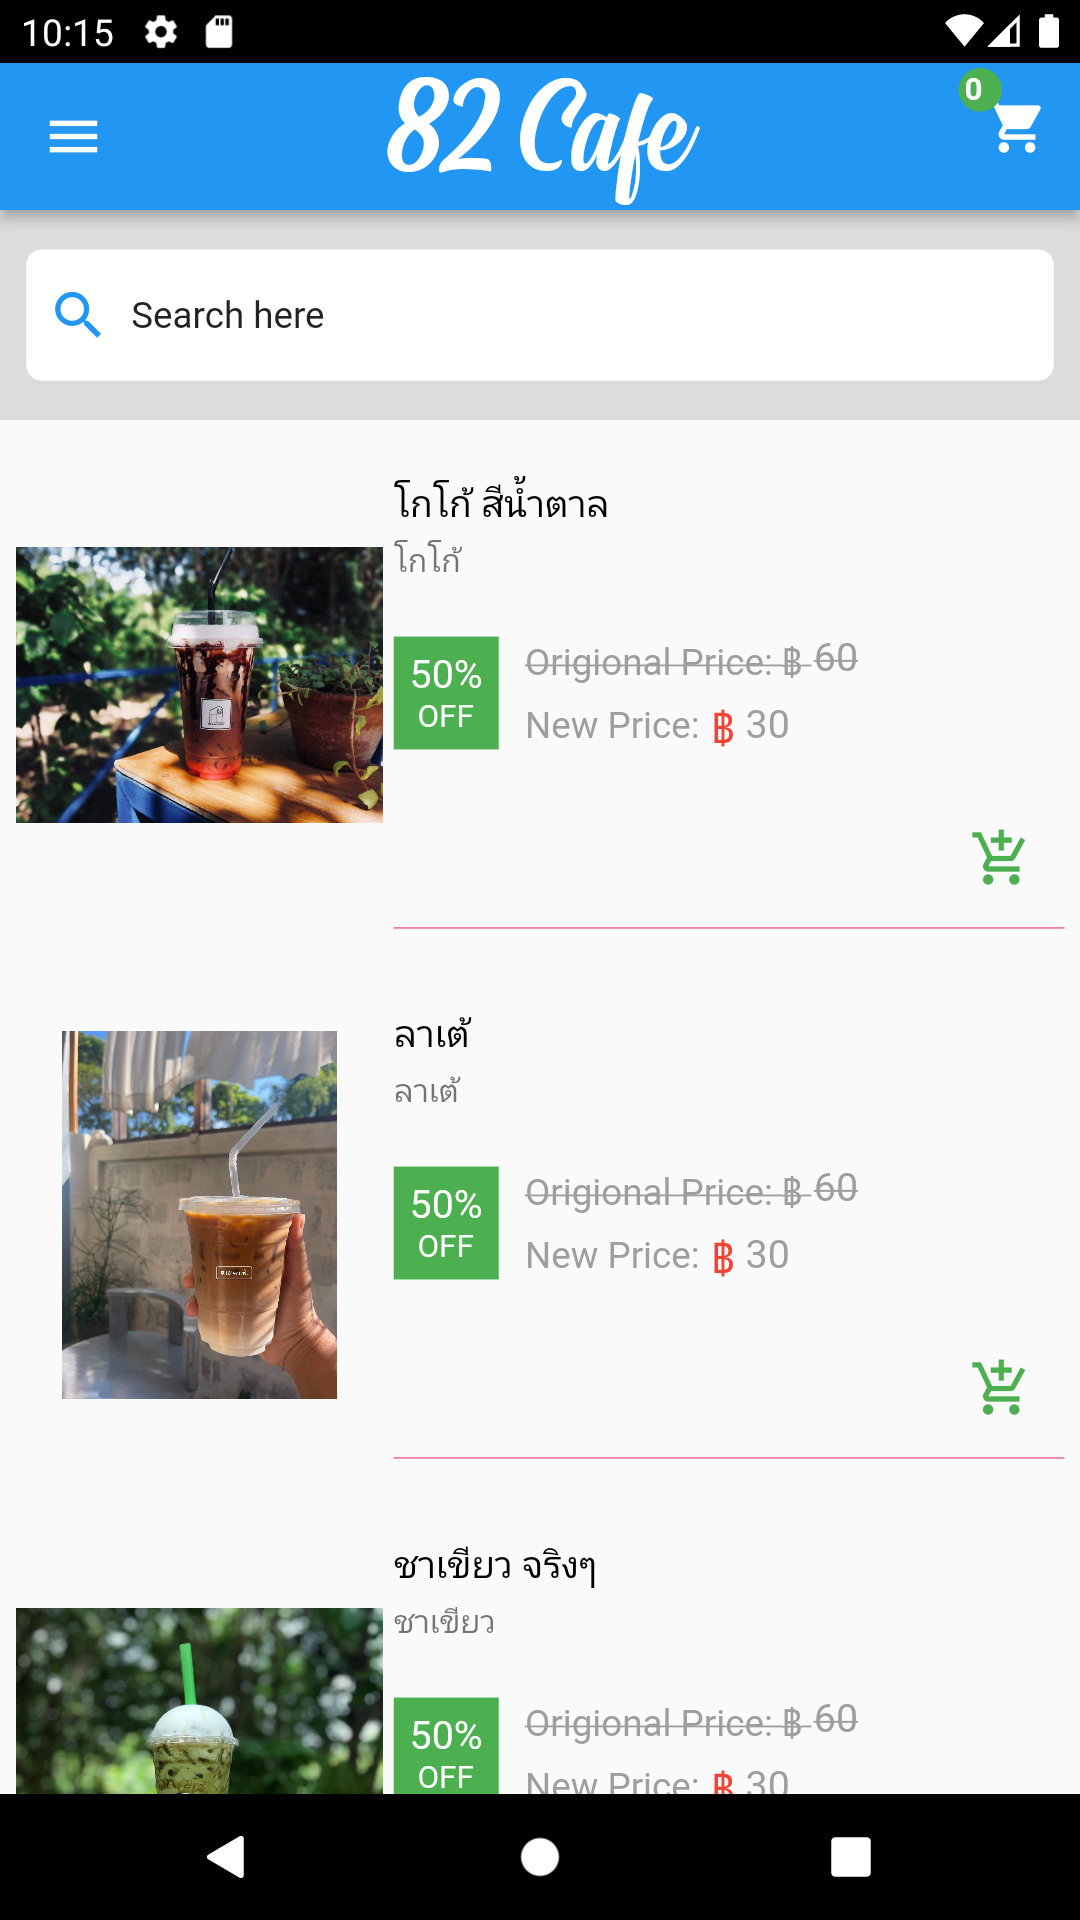 10:15
82 Cafe
0
Search here
โกโก้ สีน้ำตาล
โกโก้
50%
OFF
Origional Price: ฿ 60
New Price: ฿ 30
ลาเต้
ลาเต้
50%
OFF
Origional Price: ฿ 60
New Price: ฿ 30
ชาเขียว จริงๆ
ชาเขียว
50%
OFF
Origional Price: ฿ 60
New Price: ฿ 30